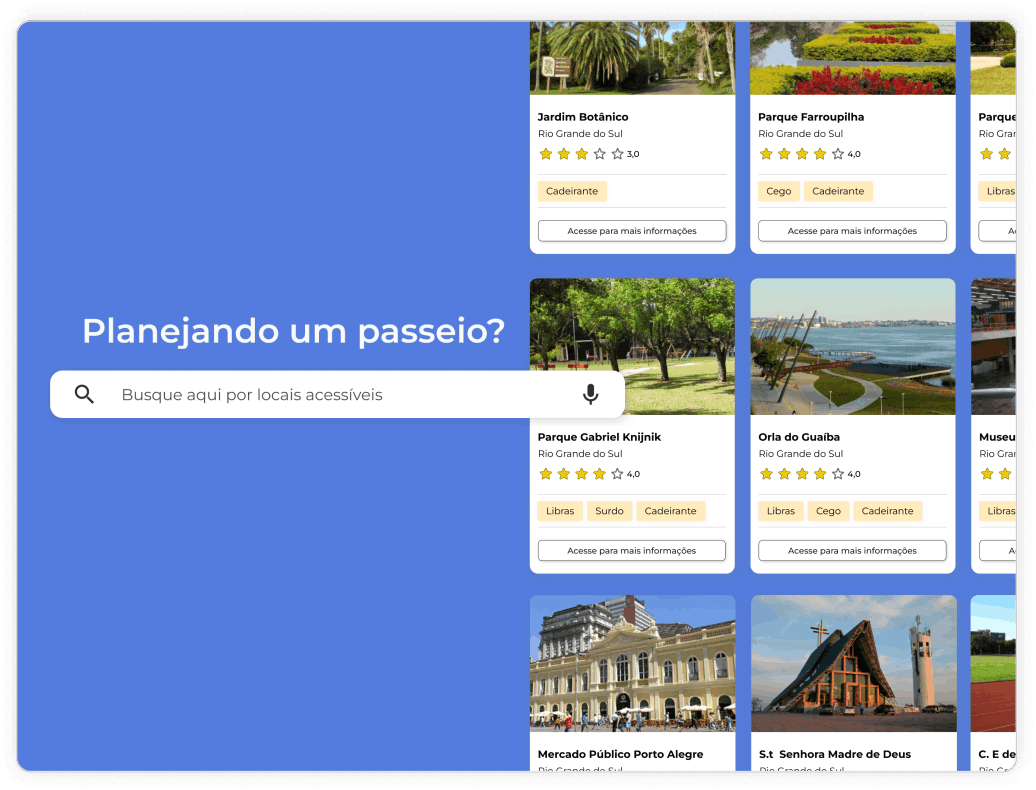 Planejando um passeio?
Busque aqui por locais acessíveis
Jardim Botânico
Rio Grande do Sul
3,0
Cadeirante
Acesse para mais informações
Parque Farroupilha
Rio Grande do Sul
4,0
Cego Cadeirante
Acesse para mais informações
Parque
Rio Gra
Libras
A
Parque Gabriel Knijnik
Rio Grande do Sul
4,0
Libras Surdo Cadeirante
Acesse para mais informações
Orla do Guaíba
Rio Grande do Sul
4,0
Libras Cego Cadeirante
Acesse para mais informações
Museu
Rio Gra
Libras
A
Mercado Público Porto Alegre
Rio Grande do Sul
S.t Senhora Madre de Deus
Rio Grande do Sul
C. E de
Rio Gra